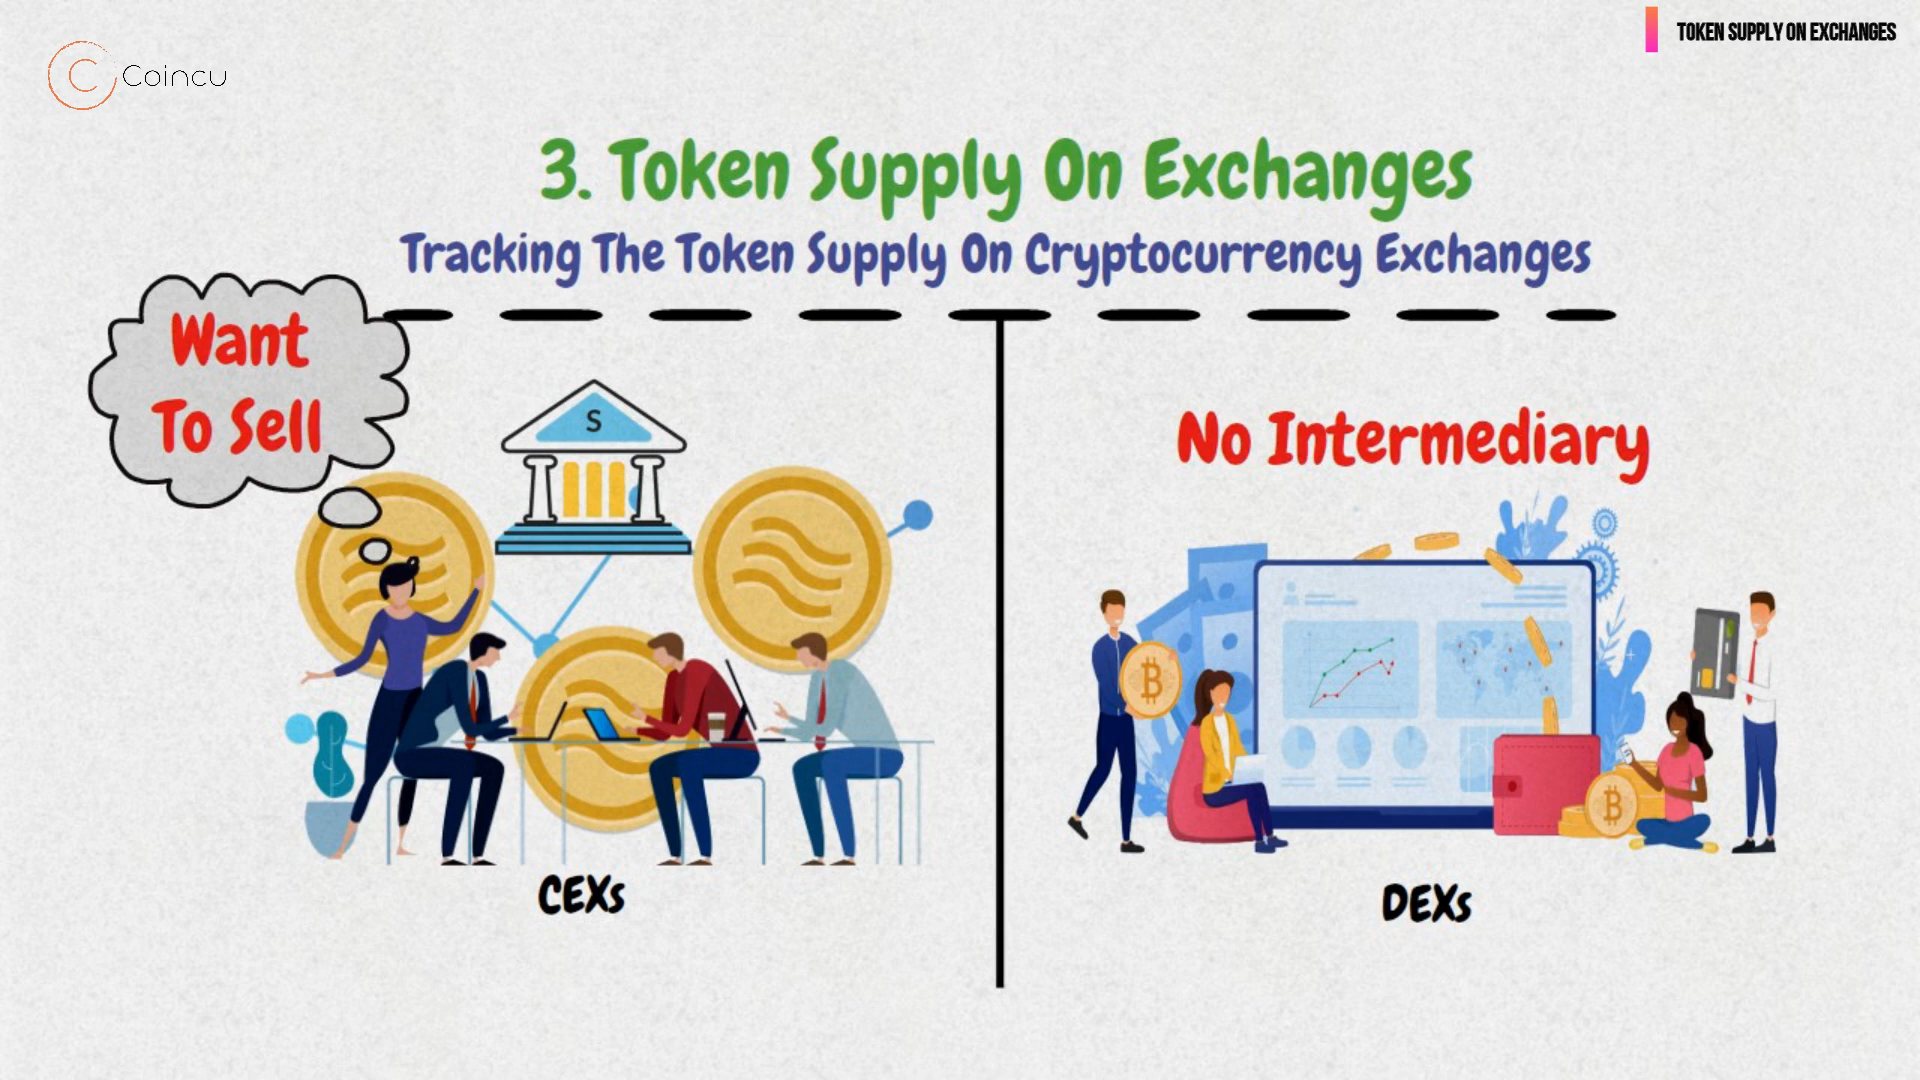 TOKEN SUPPLY ON EXCHANGES
Coincu
3. Token Supply On Exchanges
Tracking The Token Supply On Cryptocurrency Exchanges
Want
To Sell
S
No Intermediary
B
B
CEXs
DEXs